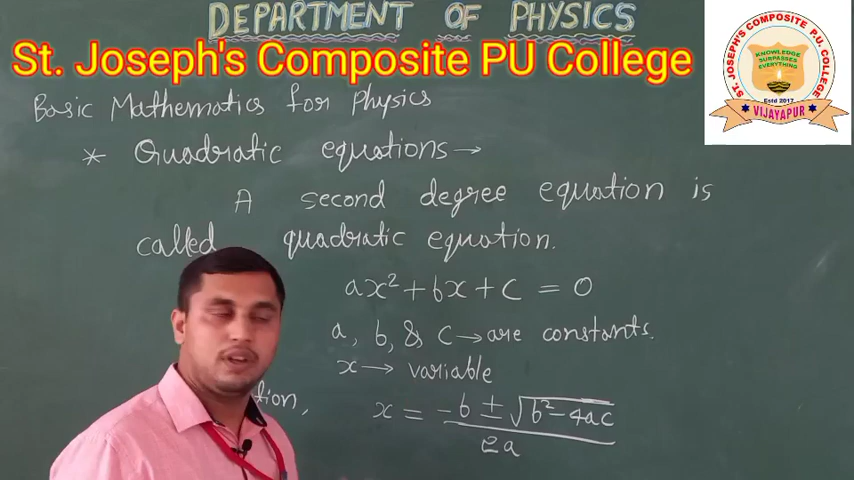 DEPARTMENT OF PHYSICS
St. Joseph's Composite PU College
ST. JOSEPH'S COMPOSITE P.U. COLLEGE
KNOWLEDGE
SURPASSES
EVERYTHING
Estd 2017
VIJAYAPUR
Basic Mathematics for Physics
* Quadratic equations →
A second degree equation is
called quadratic equation.
ax² + bx + c = 0
a, b, & c → are constants.
x → variable
x = -b ± √b² - 4ac
2a